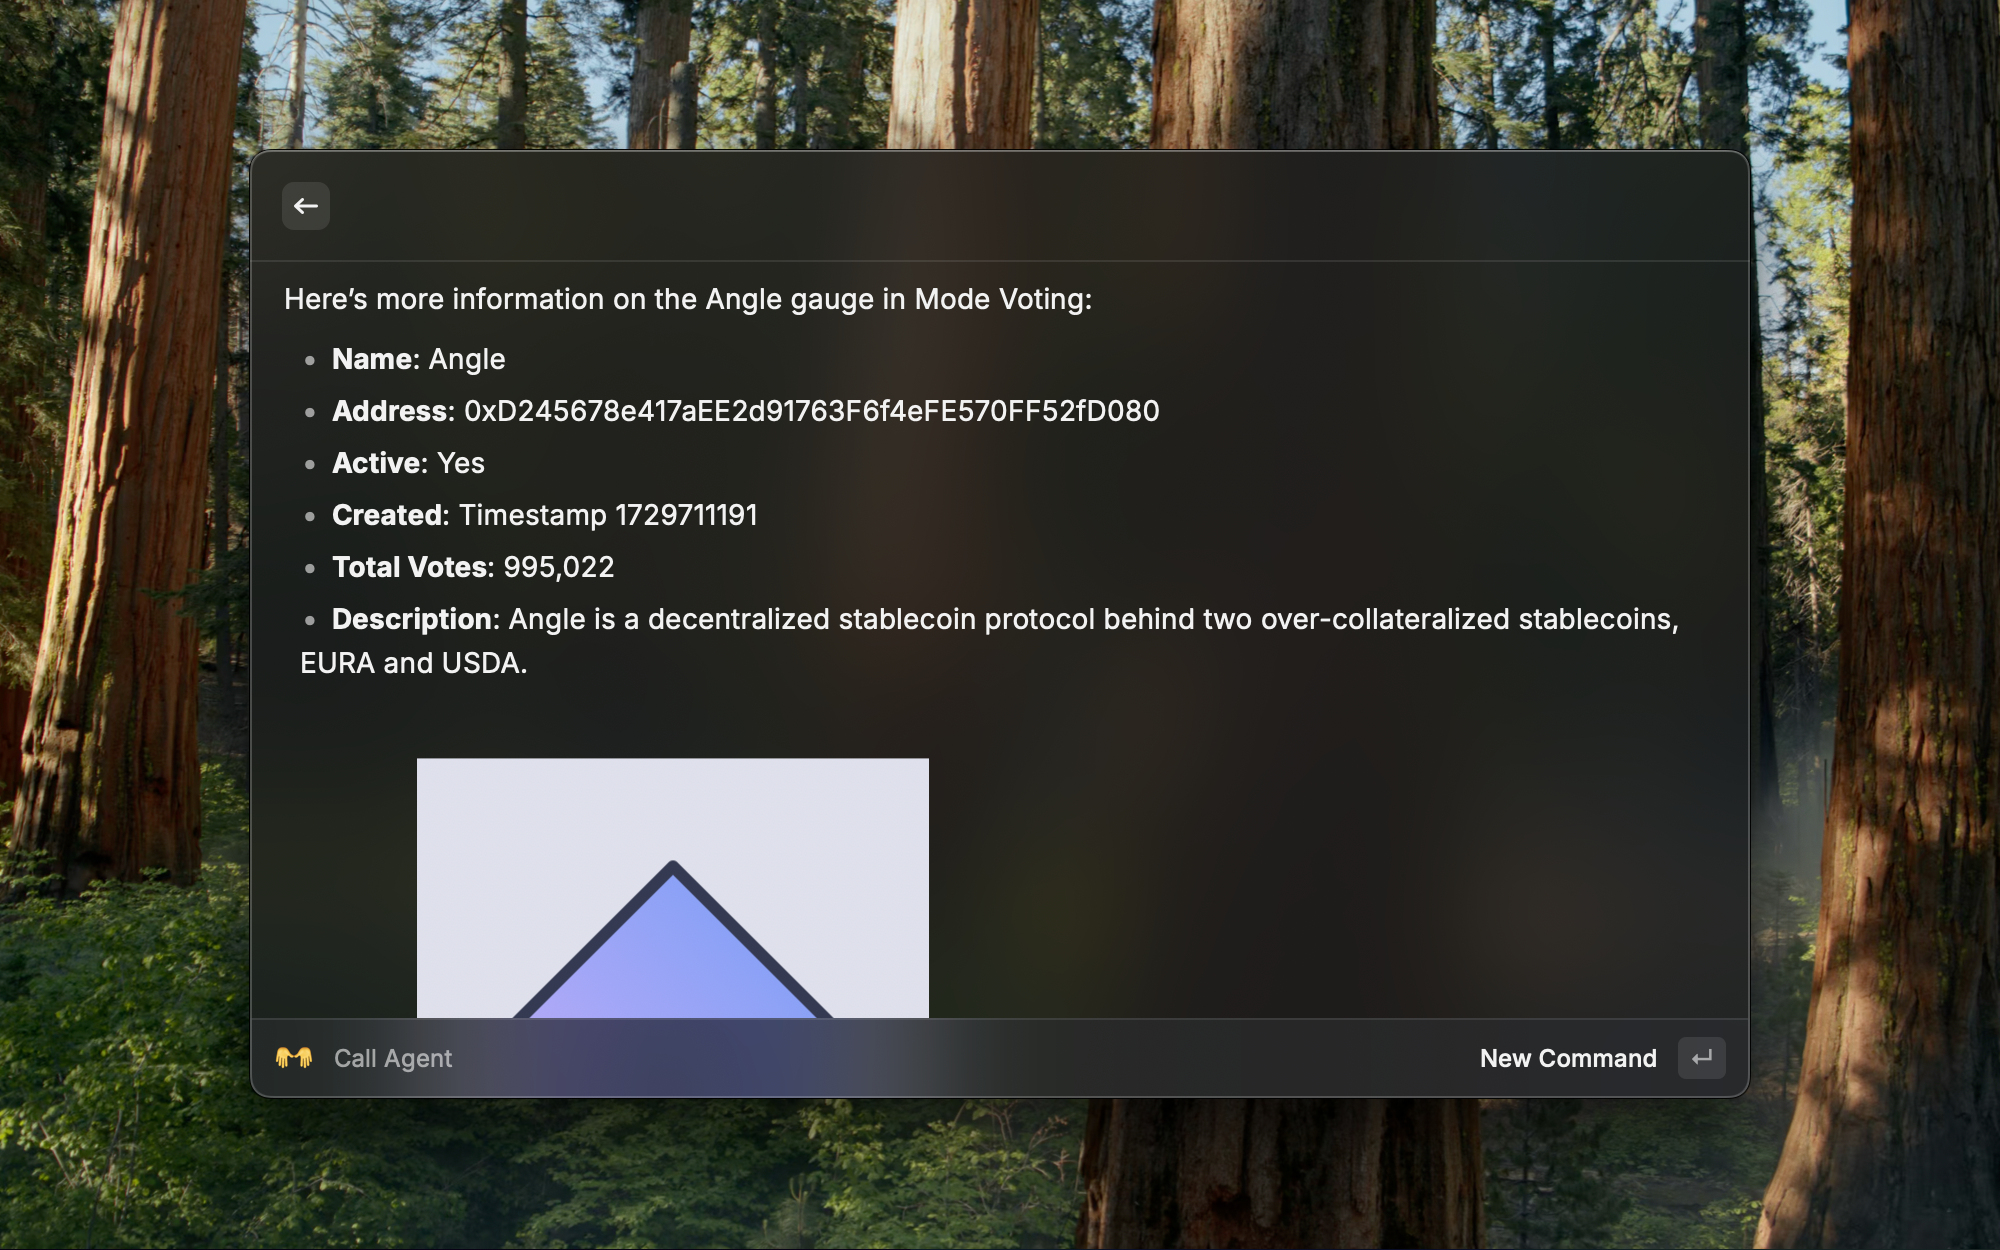 Here’s more information on the Angle gauge in Mode Voting:
• Name: Angle
• Address: 0xD245678e417aEE2d91763F6f4eFE570FF52fD080
• Active: Yes
• Created: Timestamp 1729711191
• Total Votes: 995,022
• Description: Angle is a decentralized stablecoin protocol behind two over-collateralized stablecoins,
EURA and USDA.
Call Agent
New Command